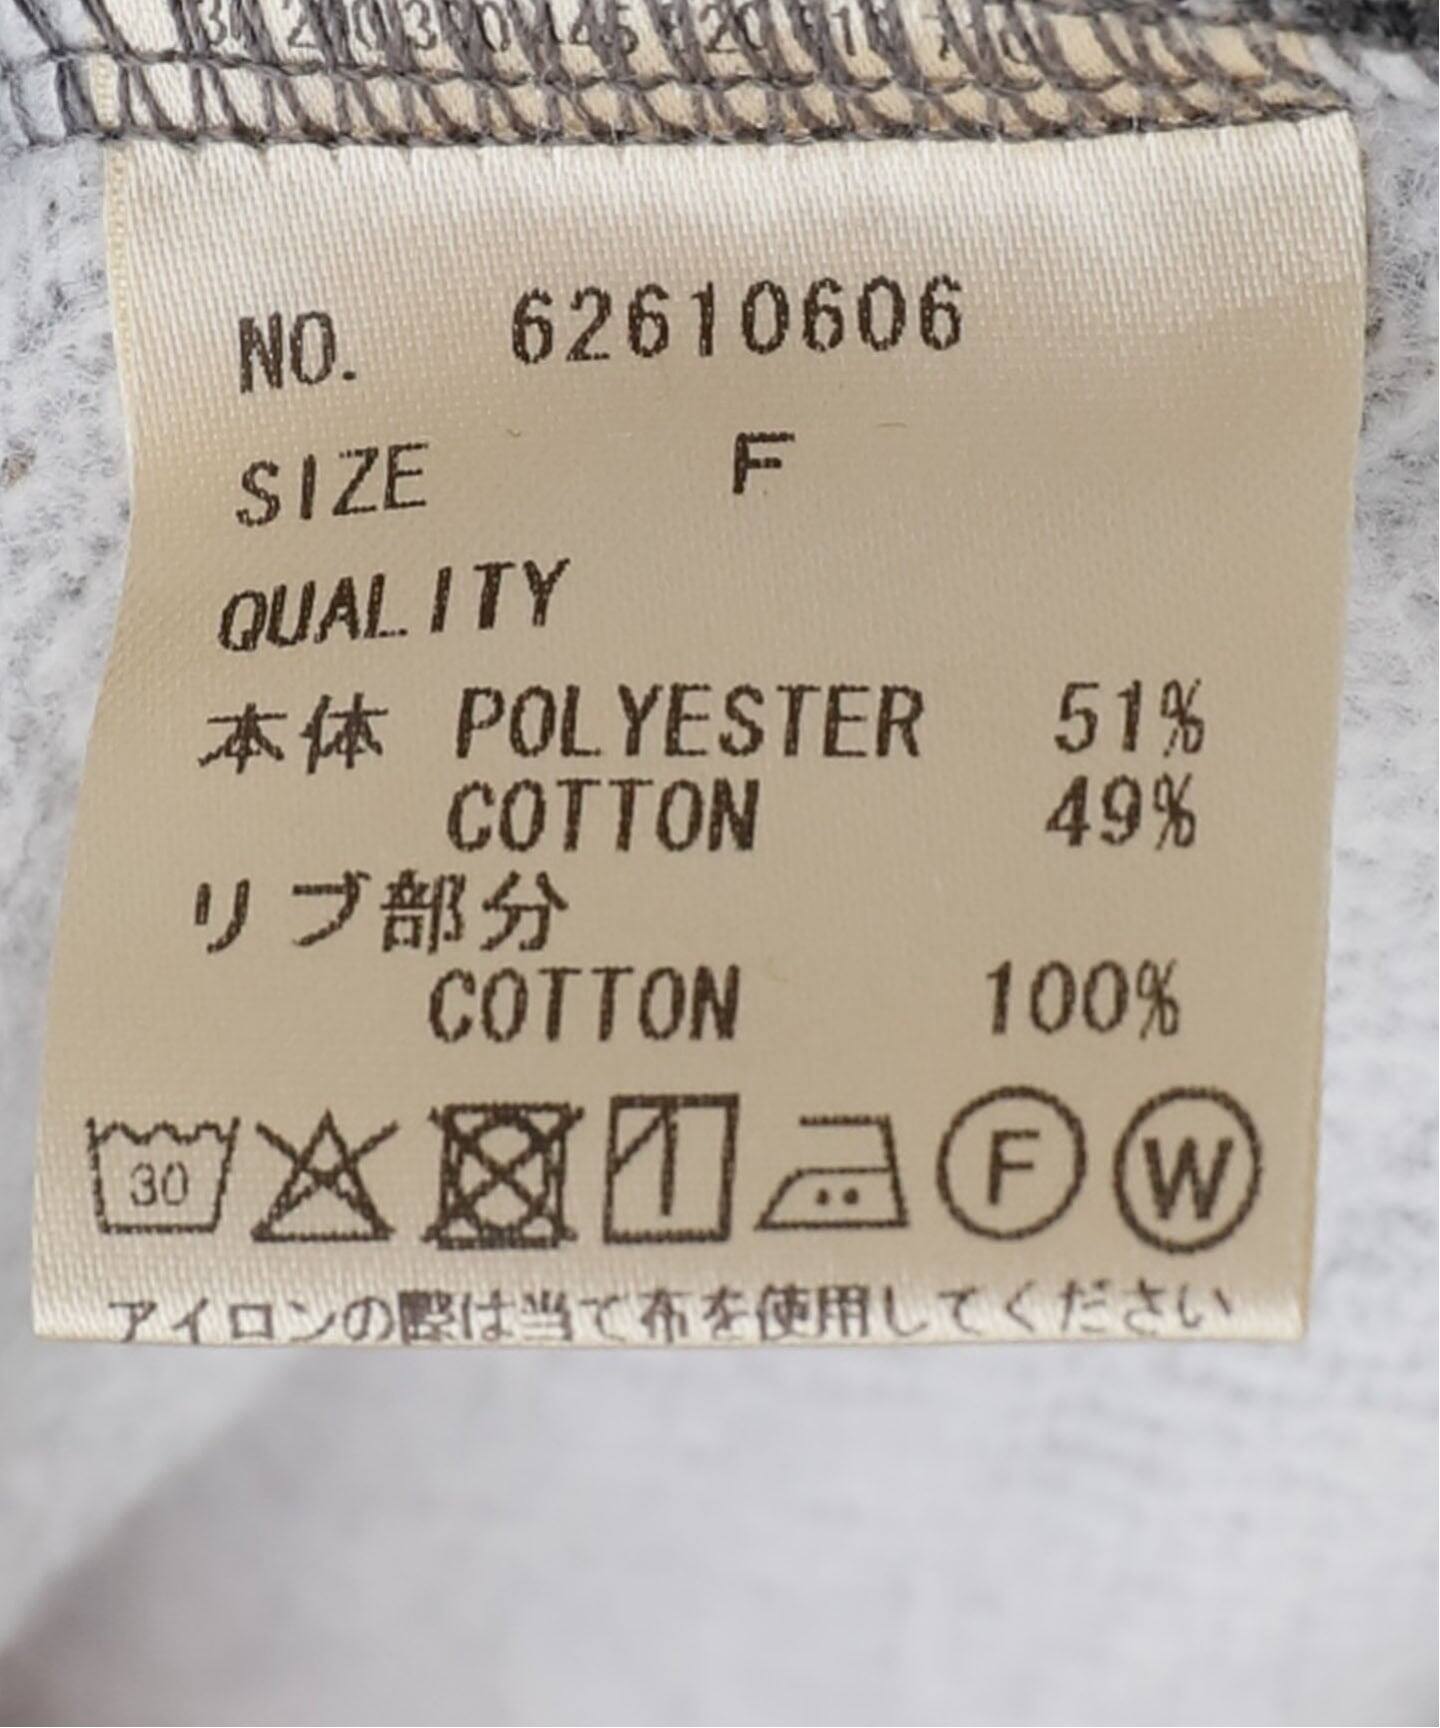 NO. 62610606
SIZE F
QUALITY
本体 POLYESTER 51%
COTTON 49%
リブ部分
COTTON 100%
30 F W
アイロンの際は当て布を使用してください